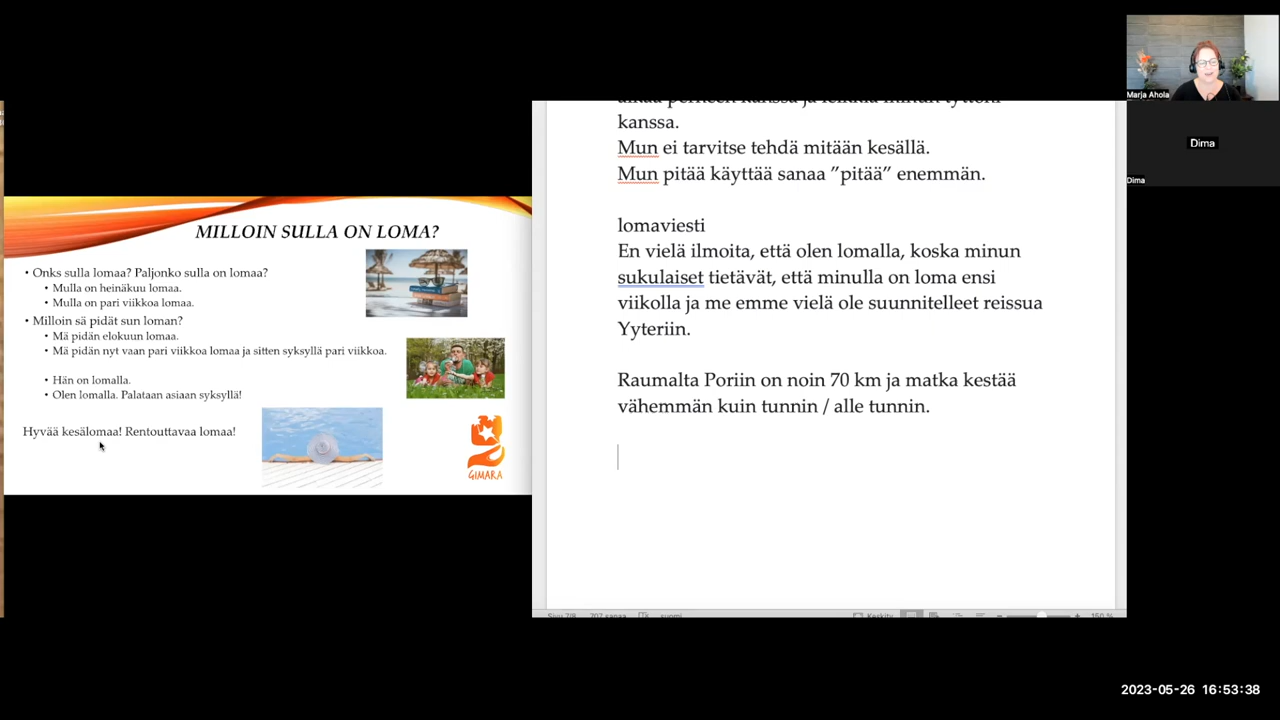 MILLOIN SULLA ON LOMA?
• Onks sulla lomaa? Paljonko sulla on lomaa?
• Mulla on heinäkuu lomaa.
• Mulla on pari viikkoa lomaa.
• Milloin sä pidät sun loman?
• Mä pidän elokuun lomaa.
• Mä pidän nyt vaan pari viikkoa lomaa ja sitten syksyllä pari viikkoa.
• Hän on lomalla.
• Olen lomalla. Palataan asiaan syksyllä!
Hyvää kesälomaa! Rentouttavaa lomaa!
GIMARA
kanssa.
Mun ei tarvitse tehdä mitään kesällä.
Mun pitää käyttää sanaa ”pitää” enemmän.
lomaviesti
En vielä ilmoita, että olen lomalla, koska minun
sukulaiset tietävät, että minulla on loma ensi
viikolla ja me emme vielä ole suunnitelleet reissua
Yyteriin.
Raumalta Poriin on noin 70 km ja matka kestää
vähemmän kuin tunnin / alle tunnin.
Marja Ahola
Dima
Dima
2023-05-26 16:53:38